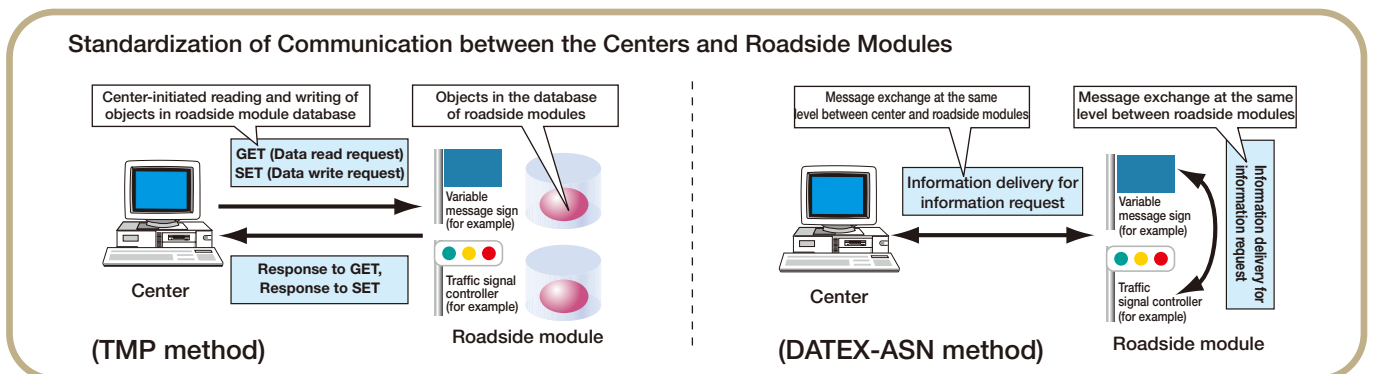 Standardization of Communication between the Centers and Roadside Modules
Center-initiated reading and writing of
objects in roadside module database
Objects in the database
of roadside modules
GET (Data read request)
SET (Data write request)
Variable
message sign
(for example)
Response to GET,
Response to SET
Center
Traffic signal
controller
(for example)
Roadside module
(TMP method)
Message exchange at the same
level between center and roadside modules
Message exchange at the same
level between roadside modules
Information delivery for
information request
Variable
message sign
(for example)
Information delivery for
information request
Center
Traffic
signal controller
(for example)
Roadside module
(DATEX-ASN method)